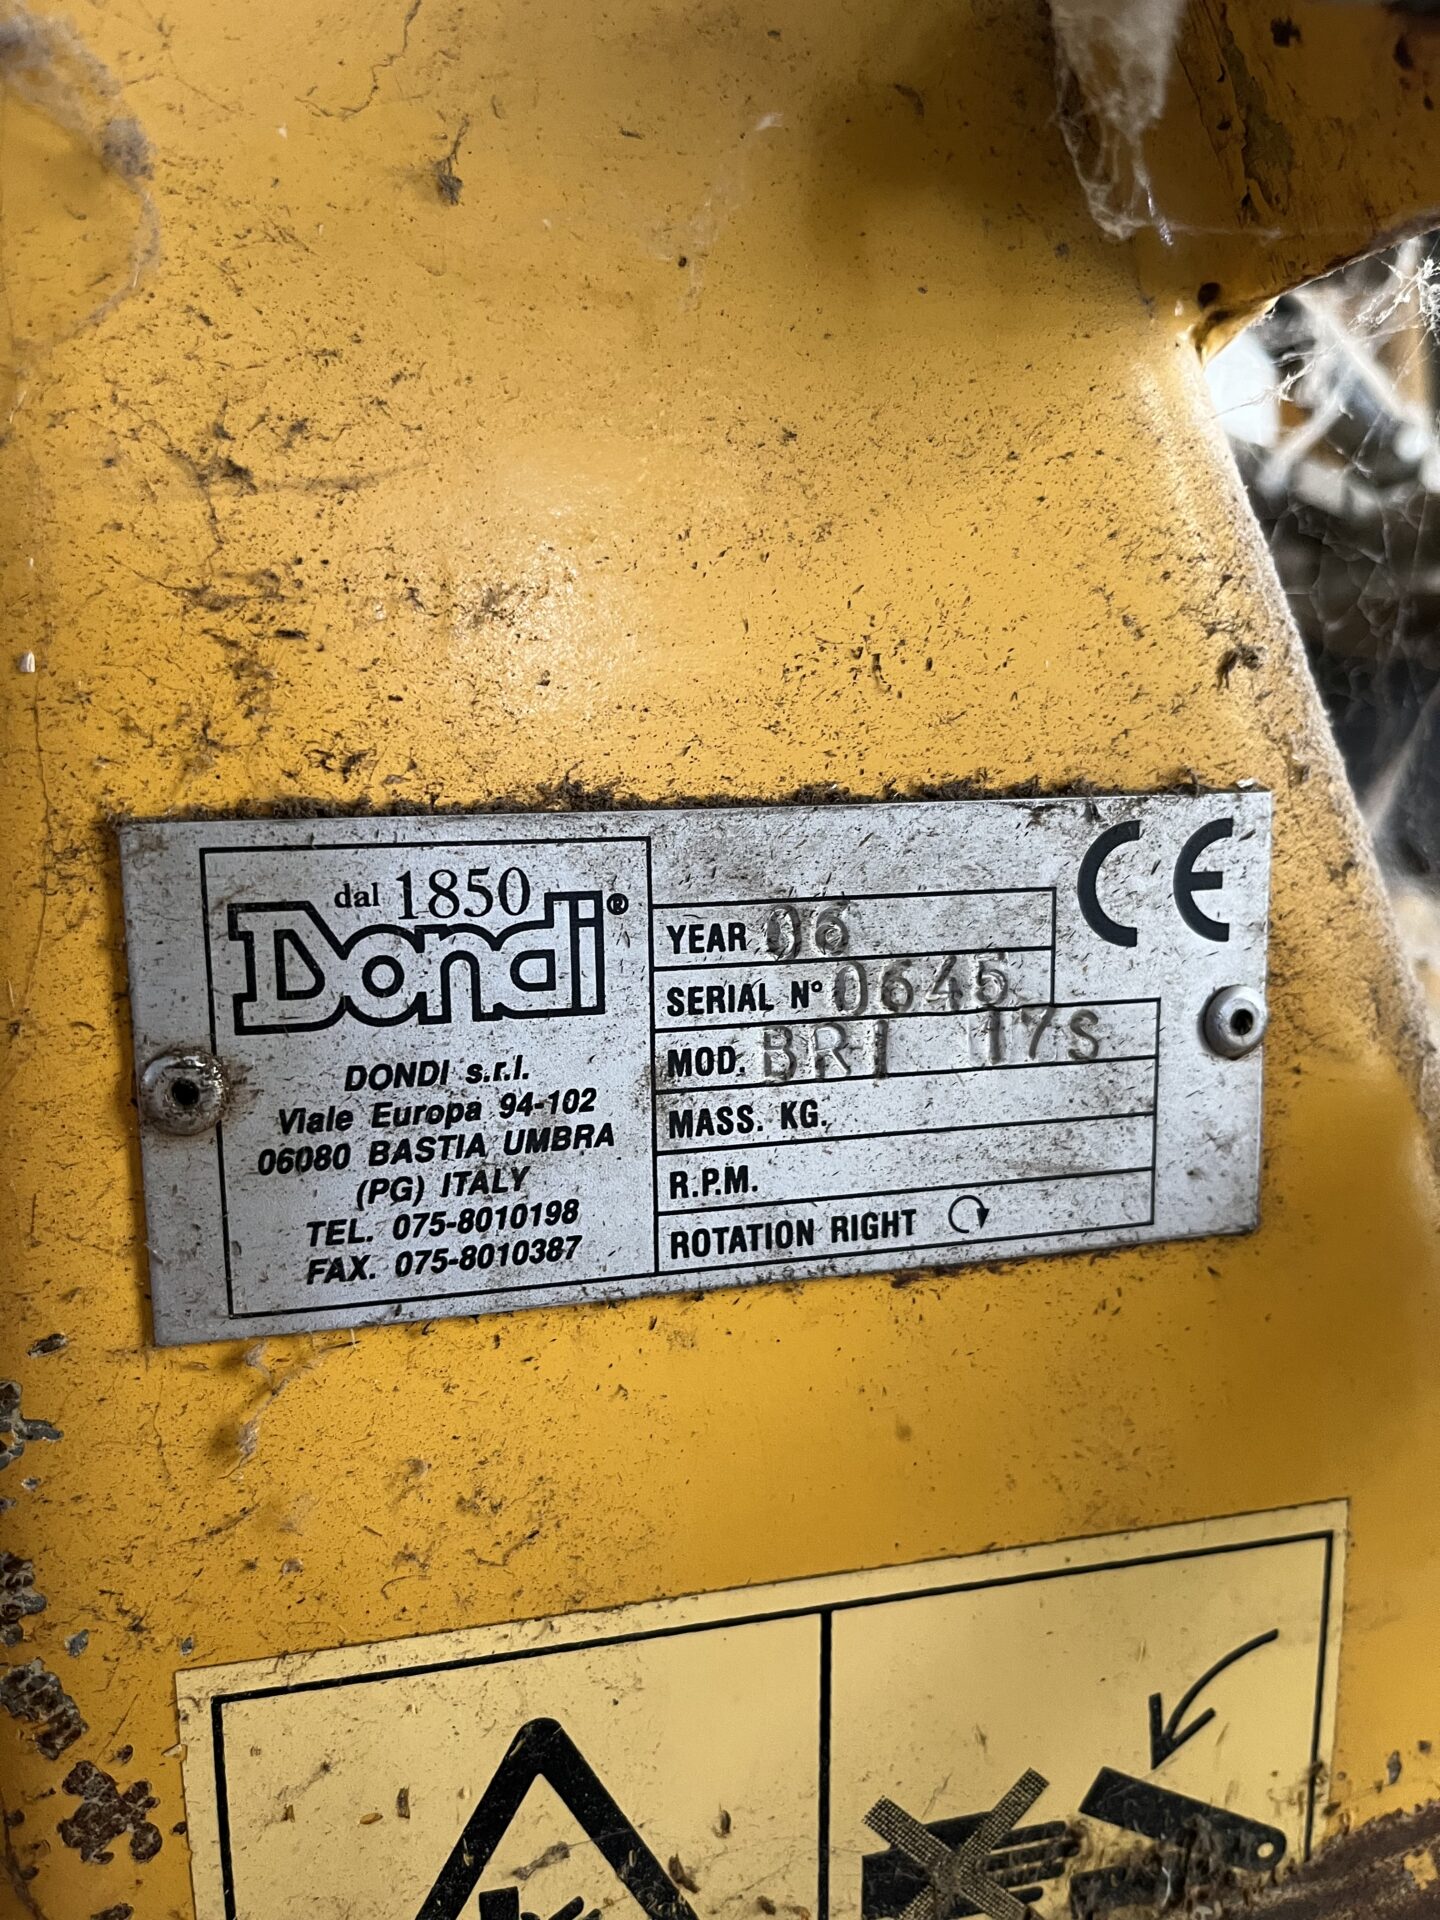 dal 1850
Dondi®
DONDI s.r.l.
Viale Europa 94-102
06080 BASTIA UMBRA
(PG) ITALY
TEL. 075-8010198
FAX. 075-8010387
CE
YEAR 06
SERIAL N° 0645
MOD. BRI 17S
MASS. KG.
R.P.M.
ROTATION RIGHT